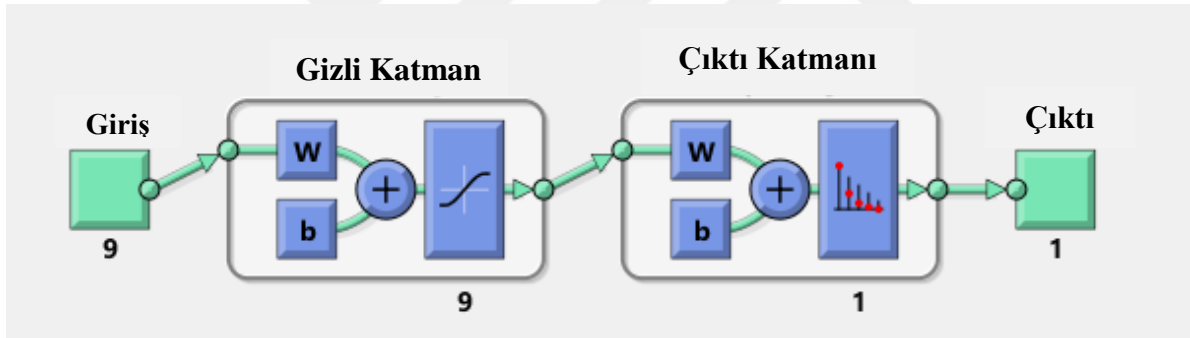 Giriş
9
Gizli Katman
W
b
+
9
Çıktı Katmanı
W
b
+
1
Çıktı
1